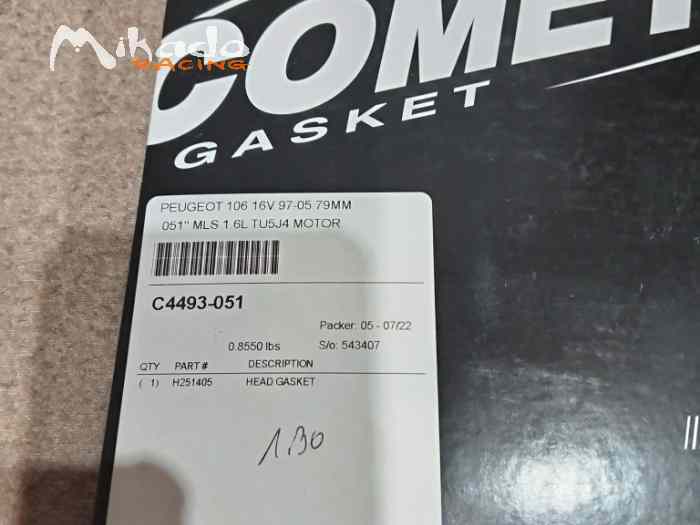 Mikado
RACING
COMET
GASKET
PEUGEOT 106 16V 97-05 79MM
.051" MLS 1.6L TU5J4 MOTOR
C4493-051
Packer: 05 - 07/22
0.8550 lbs S/o: 543407
QTY PART # DESCRIPTION
( 1) H251405 HEAD GASKET
1.30